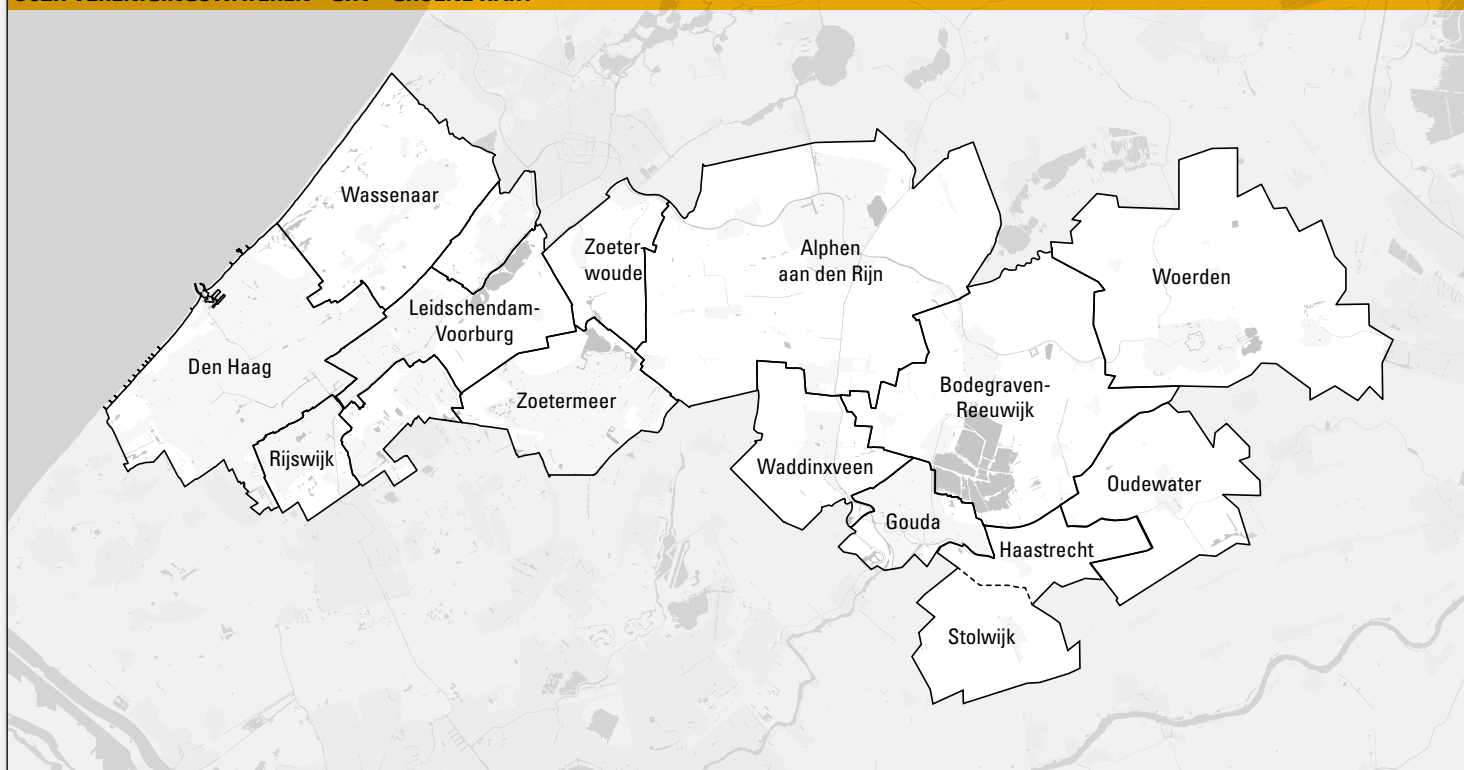 Wassenaar
Zoeter-
woude
Alphen
aan den Rijn
Woerden
Leidschendam-
Voorburg
Den Haag
Zoetermeer
Bodegraven-
Reeuwijk
Rijswijk
Waddinxveen
Oudewater
Gouda
Haastrecht
Stolwijk